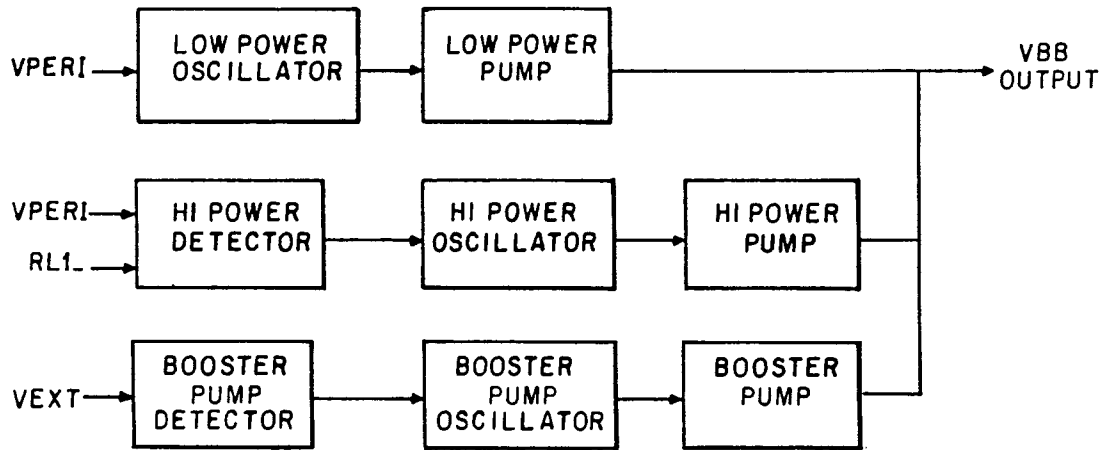 VPERI
LOW POWER
OSCILLATOR
LOW POWER
PUMP
VBB
OUTPUT
VPERI
RL1_
HI POWER
DETECTOR
HI POWER
OSCILLATOR
HI POWER
PUMP
VEXT
BOOSTER
PUMP
DETECTOR
BOOSTER
PUMP
OSCILLATOR
BOOSTER
PUMP